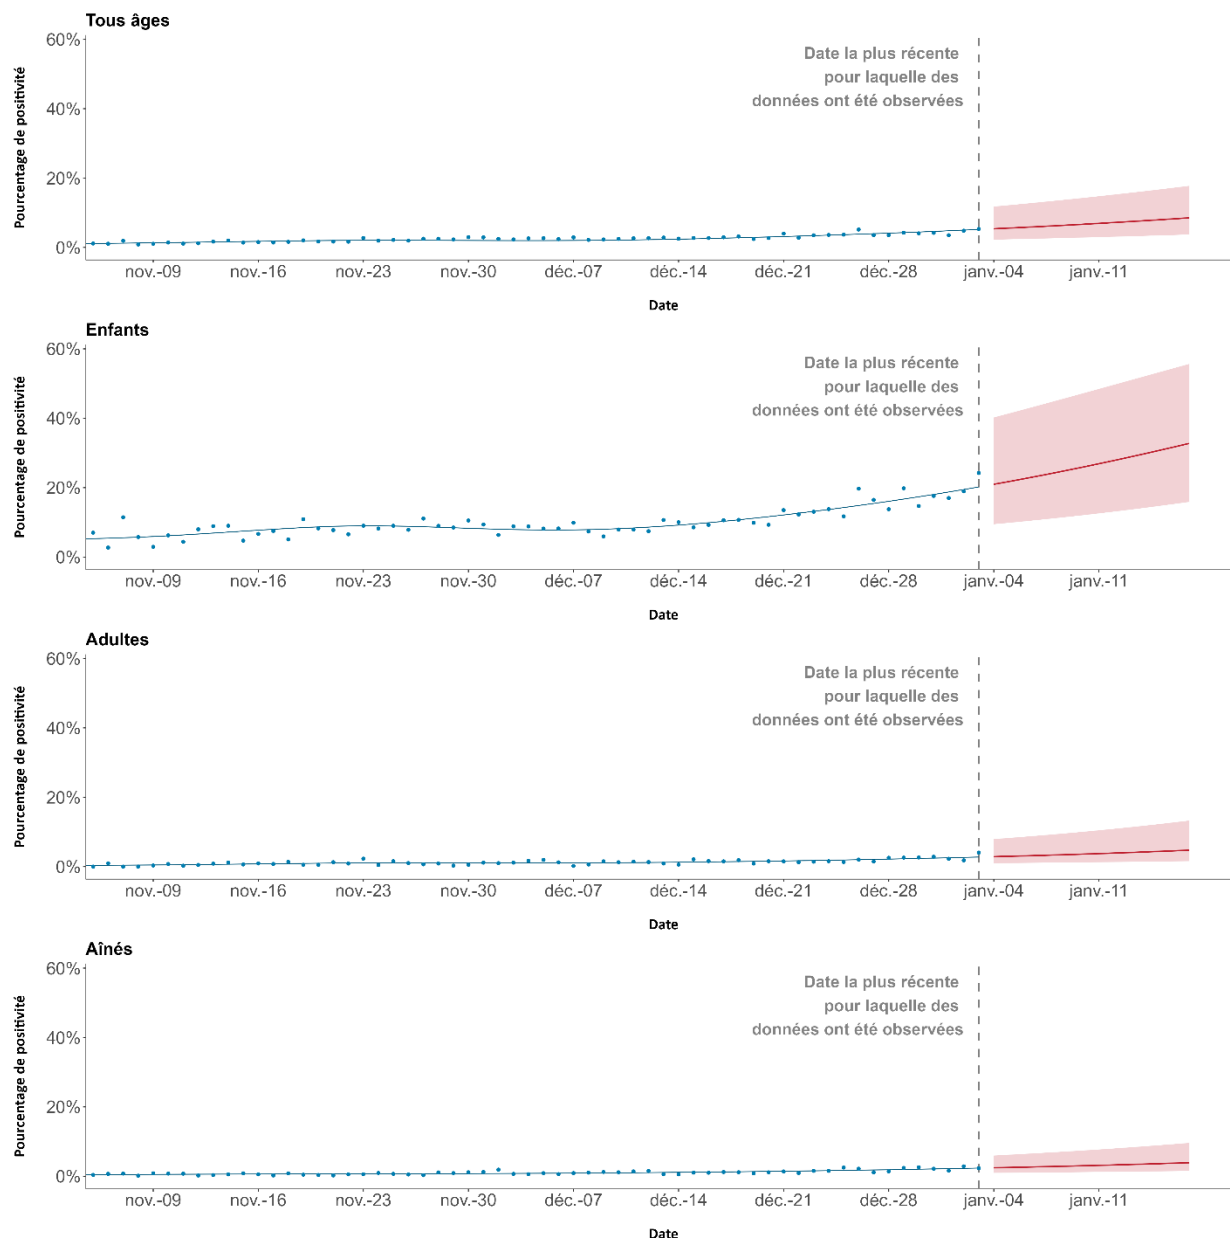 Tous âges
Pourcentage de positivité
60%
40%
20%
0%
Date la plus récente
pour laquelle des
données ont été observées
nov.-09 nov.-16 nov.-23 nov.-30 déc.-07 déc.-14 déc.-21 déc.-28 janv.-04 janv.-11
Date
Enfants
Pourcentage de positivité
60%
40%
20%
0%
Date la plus récente
pour laquelle des
données ont été observées
nov.-09 nov.-16 nov.-23 nov.-30 déc.-07 déc.-14 déc.-21 déc.-28 janv.-04 janv.-11
Date
Adultes
Pourcentage de positivité
60%
40%
20%
0%
Date la plus récente
pour laquelle des
données ont été observées
nov.-09 nov.-16 nov.-23 nov.-30 déc.-07 déc.-14 déc.-21 déc.-28 janv.-04 janv.-11
Date
Aînés
Pourcentage de positivité
60%
40%
20%
0%
Date la plus récente
pour laquelle des
données ont été observées
nov.-09 nov.-16 nov.-23 nov.-30 déc.-07 déc.-14 déc.-21 déc.-28 janv.-04 janv.-11
Date